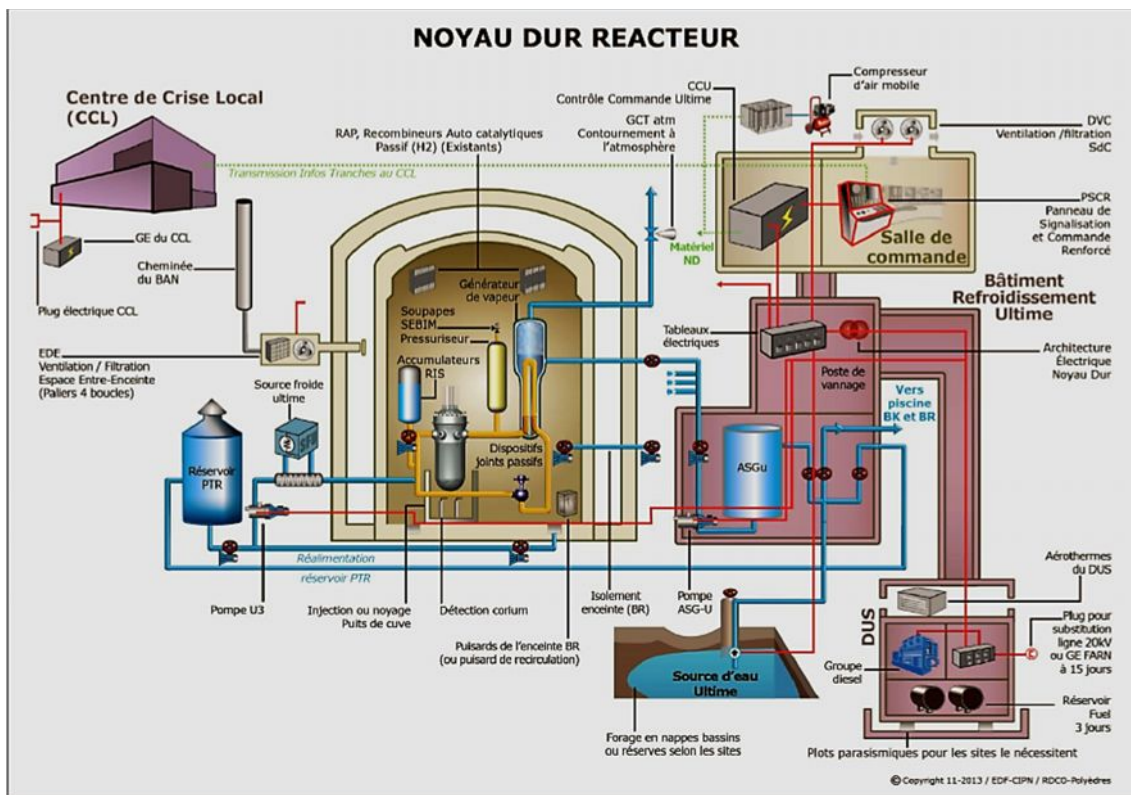 NOYAU DUR REACTEUR
Centre de Crise Local
(CCL)
RAP, Recombineurs Auto catalytiques
Passif (H2) (Existants)
CCU
Contrôle Commande Ultime
GCT atm
Contournement à
l'atmosphère
Compresseur
d'air mobile
DVC
Ventilation /filtration
SdC
Transmission Infos Tranches au CCL
PSCR
Panneau de
Signalisation
et Commande
Renforcé
Salle de
commande
Matériel
ND
GE du CCL
Cheminée
du BAN
Plug électrique CCL
Générateur
de vapeur
Soupapes
SEBIM
Pressuriseur
Accumulateurs
RIS
Bâtiment
Refroidissement
Ultime
Tableaux
électriques
Poste de
vannage
Architecture
Électrique
Noyau Dur
EDE
Ventilation / Filtration
Espace Entre-Enceinte
(Paliers 4 boucles)
Source froide
ultime
SFU
Vers
piscine
BK et BR
Réservoir
PTR
Dispositifs
joints passifs
ASGu
Réalimentation
réservoir PTR
Pompe U3
Injection ou noyage
Puits de cuve
Détection corium
Isolement
enceinte (BR)
Pompe
ASG-U
Puisards de l'enceinte BR
(ou puisard de recirculation)
Aérothermes
du DUS
DUS
Plug pour
substitution
ligne 20kV
ou GE FARN
à 15 jours
Groupe
diesel
Source d'eau
Ultime
Réservoir
Fuel
3 jours
Forage en nappes bassins
ou réserves selon les sites
Plots parasismiques pour les sites le nécessitent
© Copyright 11-2013 / EDF-CIPN / RDCO-Polyèdres